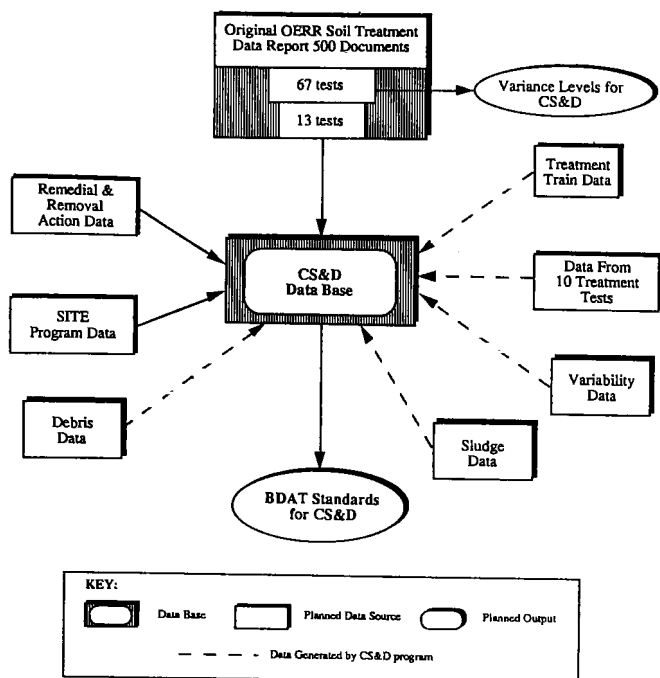 Original OERR Soil Treatment
Data Report 500 Documents
67 tests
13 tests
Variance Levels for
CS&D
Treatment
Train Data
Remedial &
Removal
Action Data
CS&D
Data Base
Data From
10 Treatment
Tests
SITE
Program Data
Variability
Data
Debris
Data
Sludge
Data
BDAT Standards
for CS&D
KEY:
Data Base
Planned Data Source
Planned Output
Data Generated by CS&D program